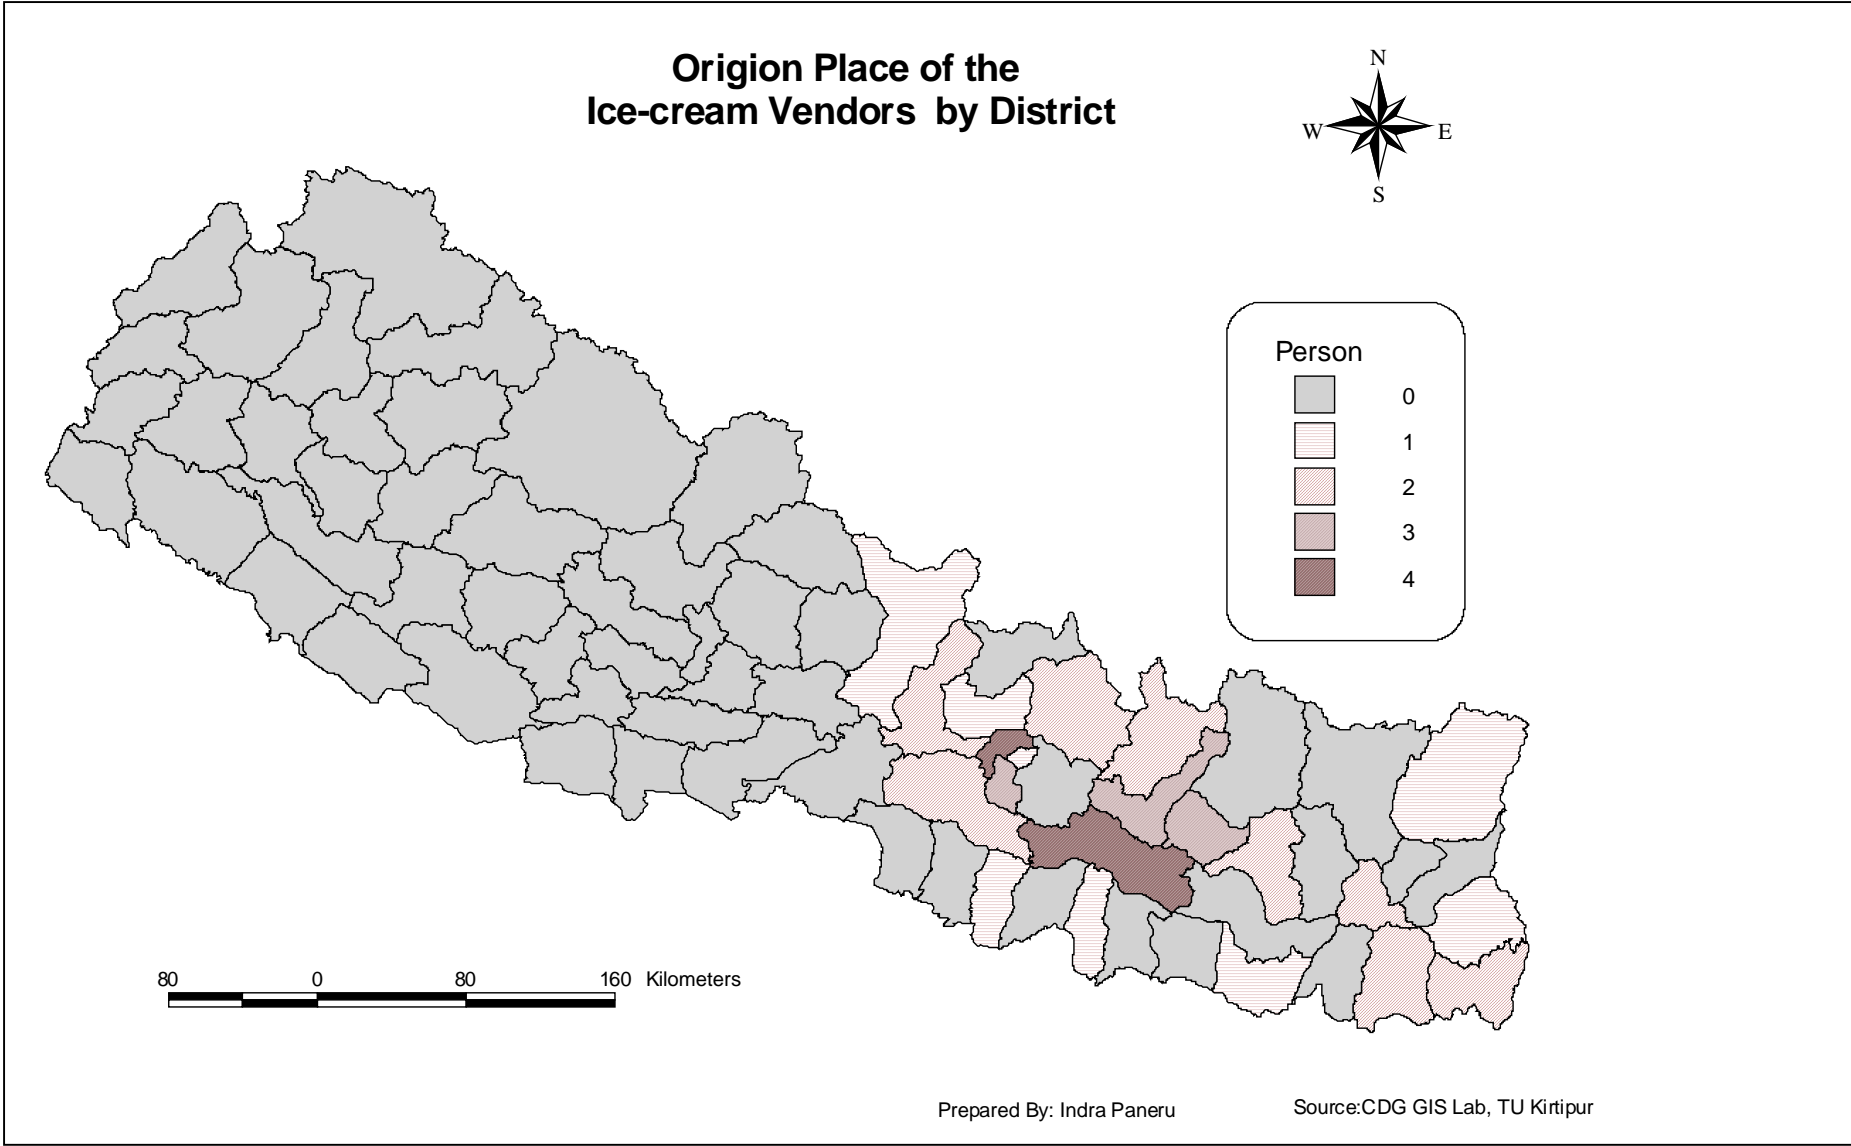 Origion Place of the
Ice-cream Vendors by District
N
W E
S
Person
0
1
2
3
4
80 0 80 160 Kilometers
Prepared By: Indra Paneru
Source:CDG GIS Lab, TU Kirtipur